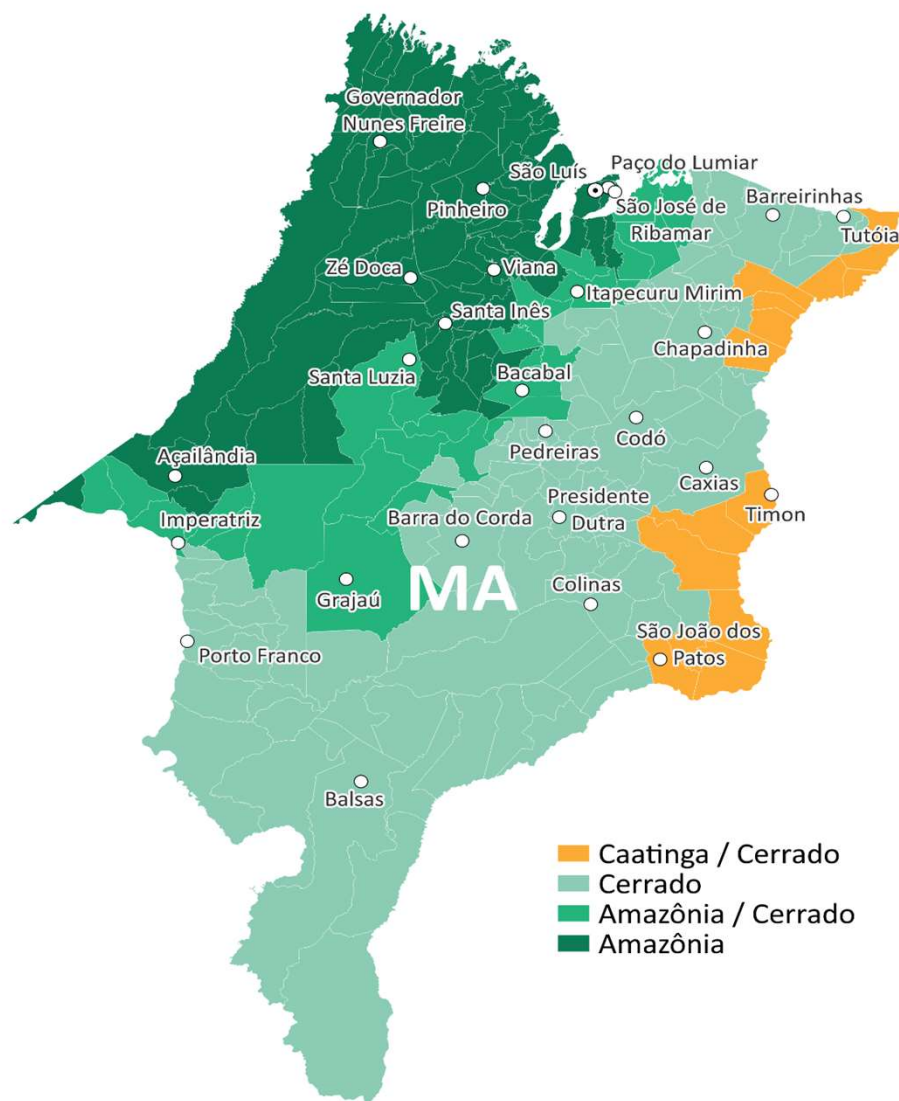 Governador
Nunes Freire
São Luís
Paço do Lumiar
Pinheiro
São José de
Ribamar
Barreirinhas
Tutóia
Zé Doca
Viana
Itapecuru Mirim
Santa Inês
Chapadinha
Santa Luzia
Bacabal
Pedreiras
Codó
Açailândia
Caxias
Imperatriz
Barra do Corda
Presidente
Dutra
Timon
MA
Grajaú
Colinas
São João dos
Patos
Porto Franco
Balsas
Caatinga / Cerrado
Cerrado
Amazônia / Cerrado
Amazônia